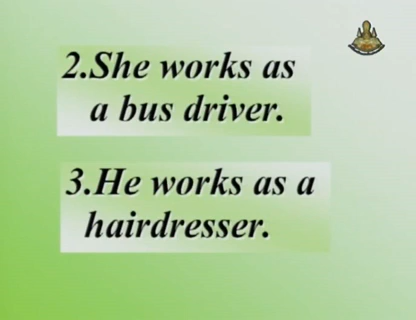 2.She works as
a bus driver.
3.He works as a
hairdresser.